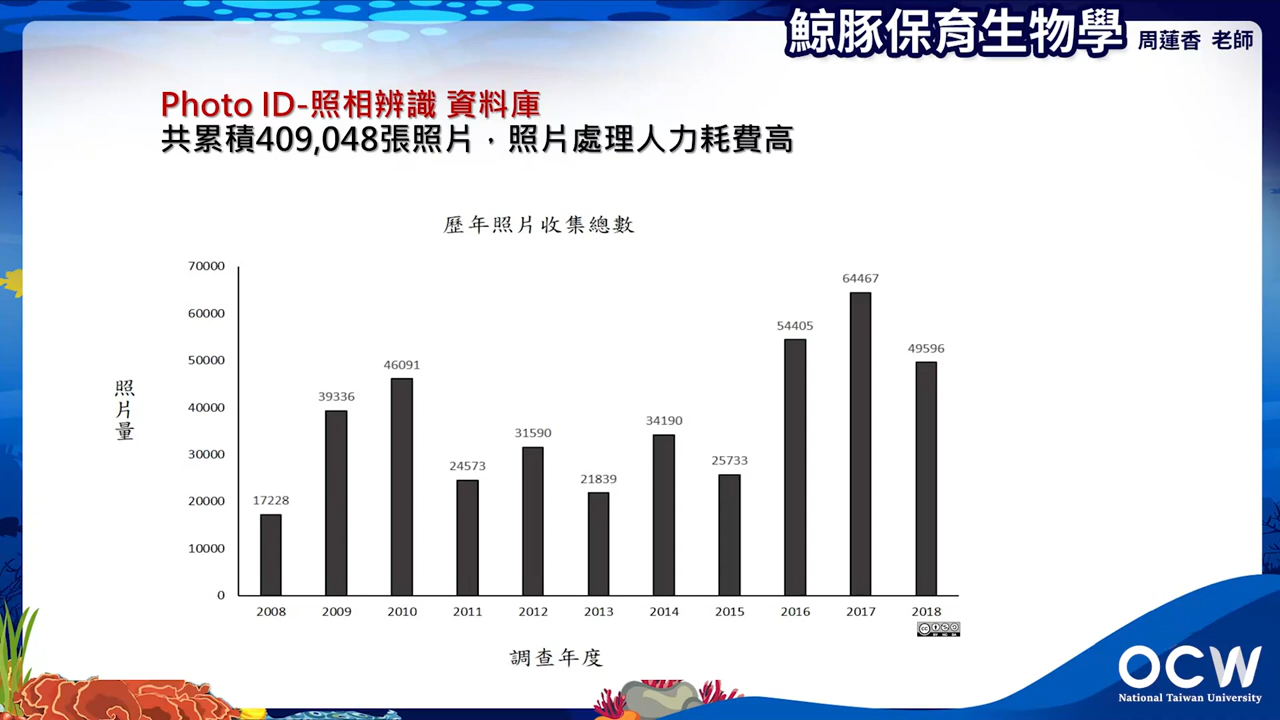 鯨豚保育生物學 周蓮香 老師
Photo ID-照相辨識 資料庫
共累積409,048張照片，照片處理人力耗費高
歷年照片收集總數
70000
60000
50000
40000
30000
20000
10000
0
照片量
17228
39336
46091
24573
31590
21839
34190
25733
54405
64467
49596
2008 2009 2010 2011 2012 2013 2014 2015 2016 2017 2018
調查年度
OCW
National Taiwan University